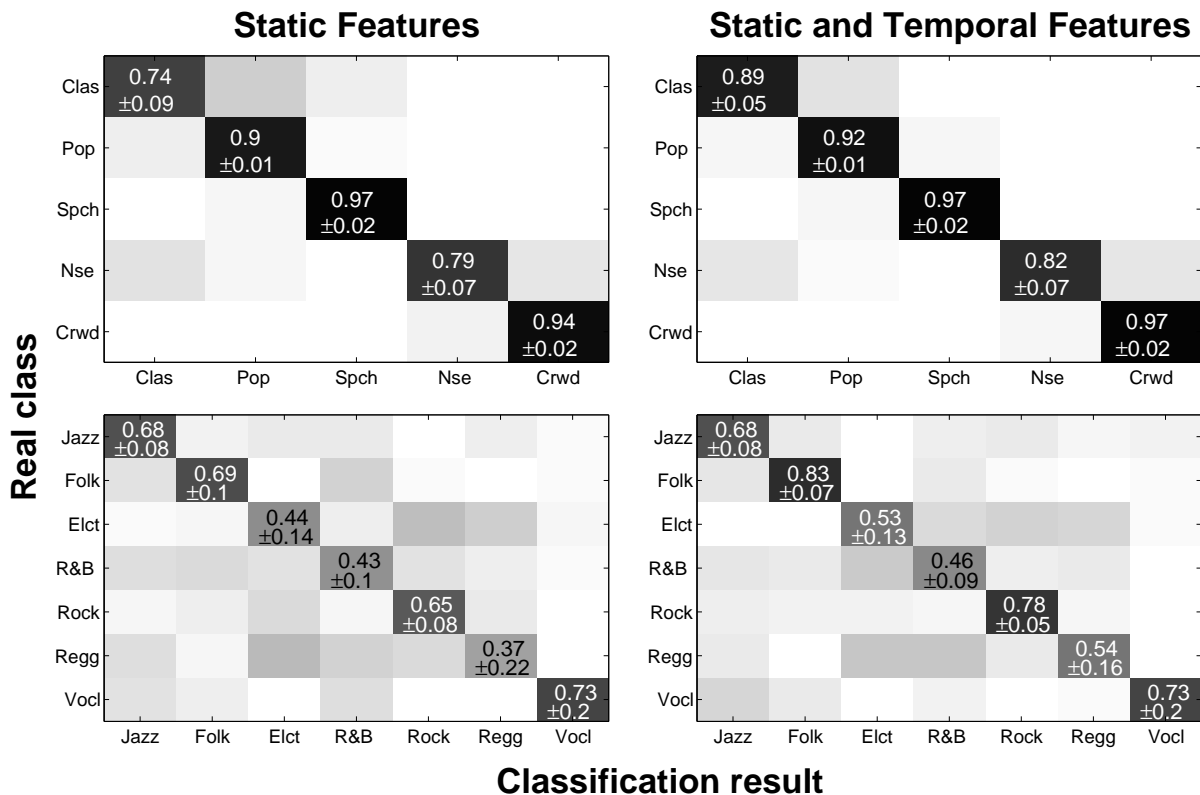 Static Features
Static and Temporal Features
Real class
Clas
Pop
Spch
Nse
Crwd
0.74
±0.09
0.9
±0.01
0.97
±0.02
0.79
±0.07
0.94
±0.02
Clas Pop Spch Nse Crwd
Clas
Pop
Spch
Nse
Crwd
0.89
±0.05
0.92
±0.01
0.97
±0.02
0.82
±0.07
0.97
±0.02
Clas Pop Spch Nse Crwd
Jazz
Folk
Elct
R&B
Rock
Regg
Vocl
0.68
±0.08
0.69
±0.1
0.44
±0.14
0.43
±0.1
0.65
±0.08
0.37
±0.22
0.73
±0.2
Jazz Folk Elct R&B Rock Regg Vocl
Jazz
Folk
Elct
R&B
Rock
Regg
Vocl
0.68
±0.08
0.83
±0.07
0.53
±0.13
0.46
±0.09
0.78
±0.05
0.54
±0.16
0.73
±0.2
Jazz Folk Elct R&B Rock Regg Vocl
Classification result